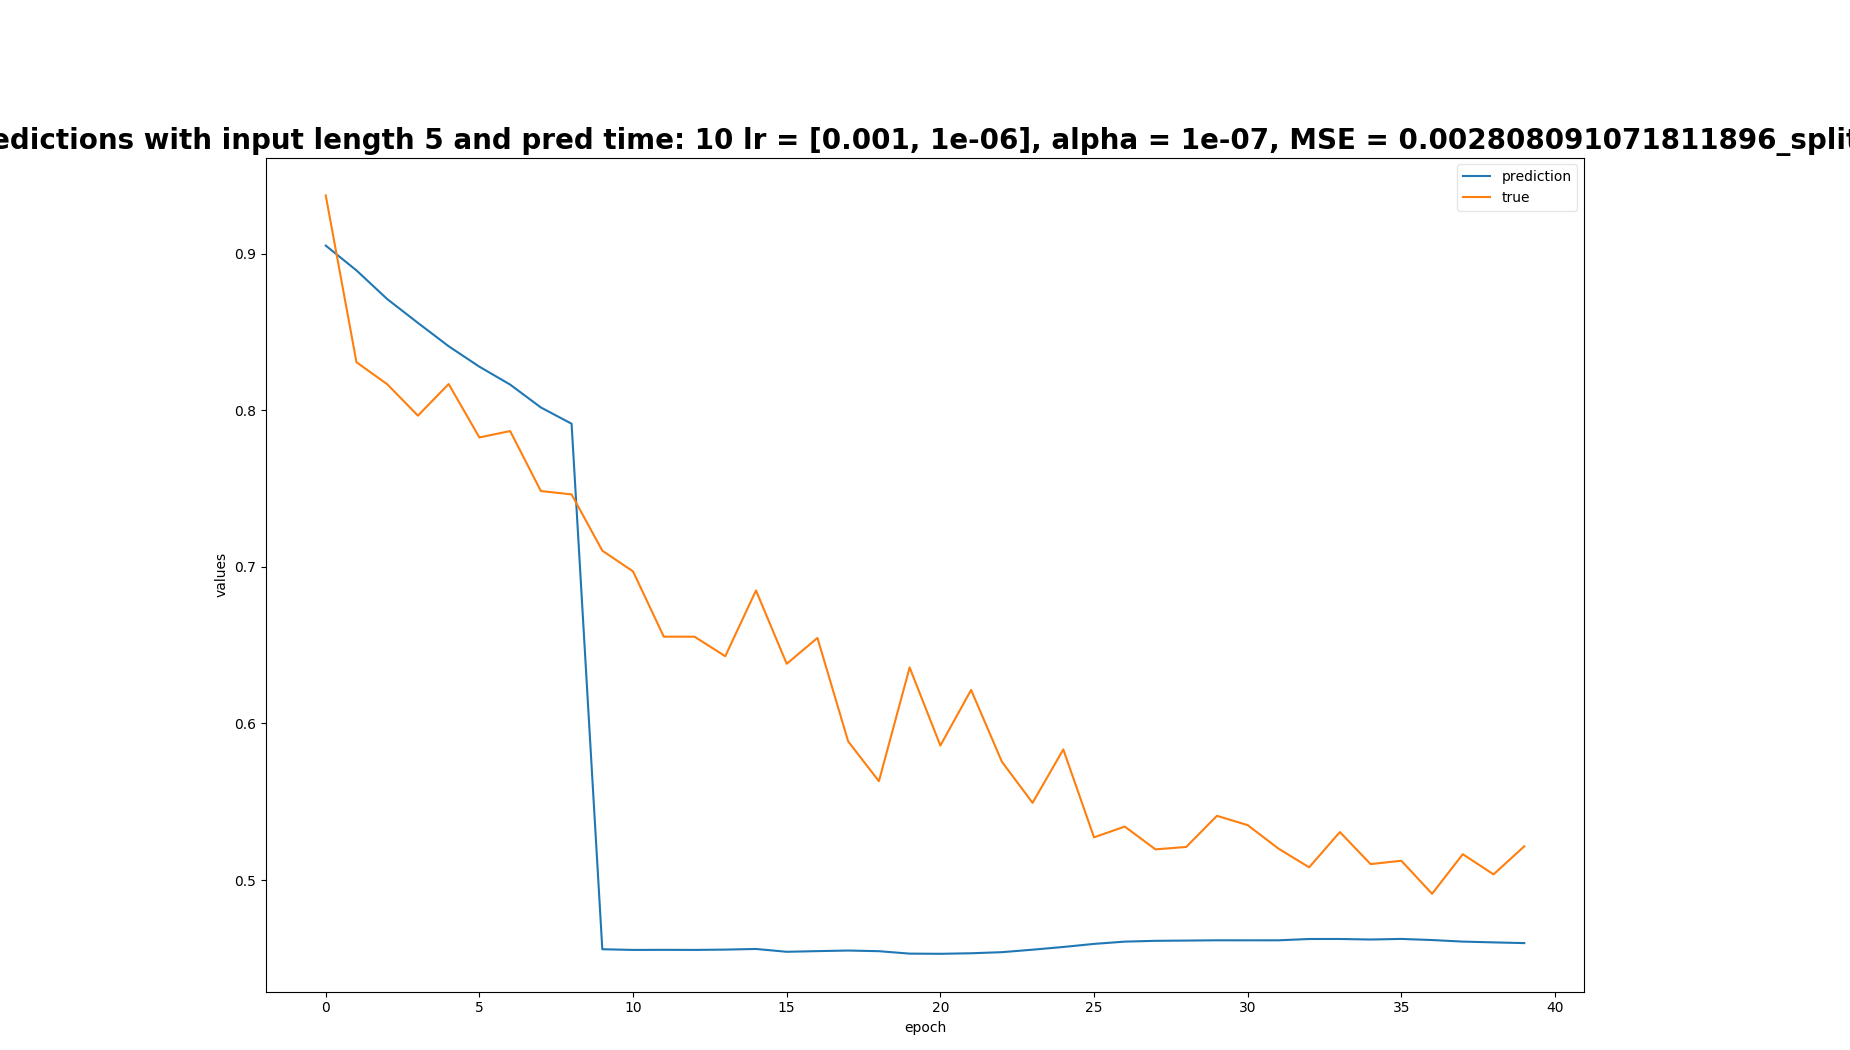 edictions with input length 5 and pred time: 10 lr = [0.001, 1e-06], alpha = 1e-07, MSE = 0.002808091071811896_split
prediction
true
0.9
0.8
0.7
0.6
0.5
values
0 5 10 15 20 25 30 35 40
epoch